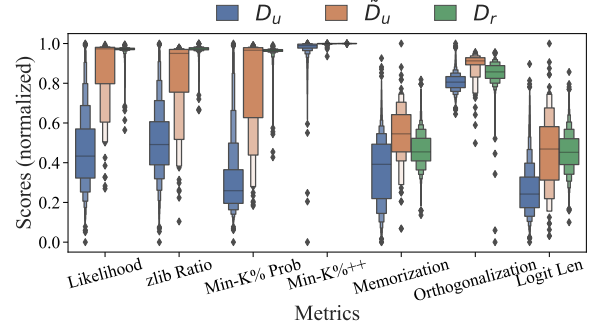 D_u D̃_u D_r
Scores (normalized)
1.0
0.8
0.6
0.4
0.2
0.0
Likelihood zlib Ratio Min-K% Prob Min-K%++ Memorization Orthogonalization Logit Len
Metrics